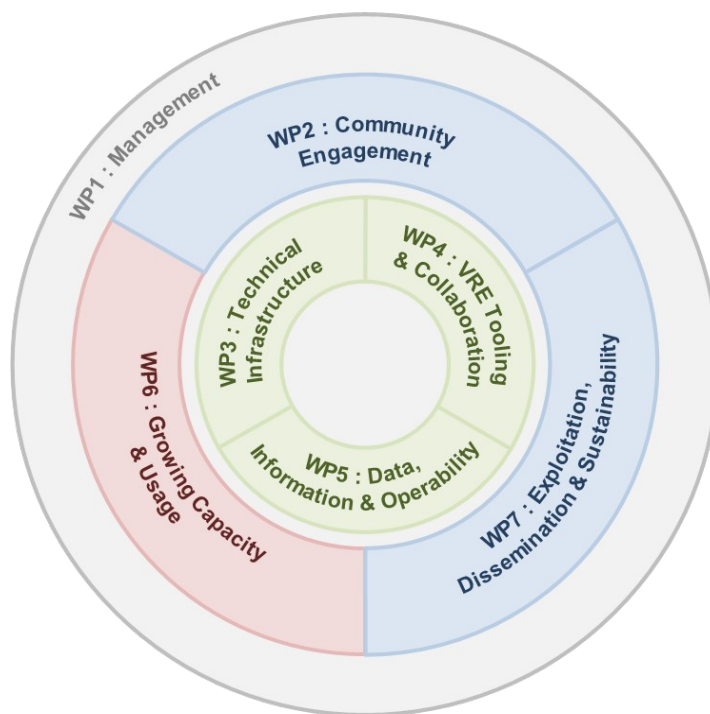 WP1 : Management
WP2 : Community
Engagement
WP3 : Technical
Infrastructure
WP4 : VRE Tooling
& Collaboration
WP5 : Data,
Information & Operability
WP6 : Growing Capacity
& Usage
WP7 : Exploitation,
Dissemination & Sustainability